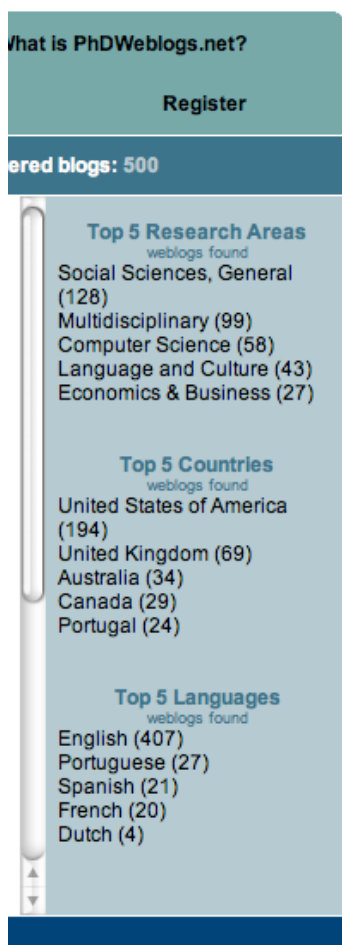 What is PhDWeblogs.net?
Register
ered blogs: 500
Top 5 Research Areas
weblogs found
Social Sciences, General
(128)
Multidisciplinary (99)
Computer Science (58)
Language and Culture (43)
Economics & Business (27)
Top 5 Countries
weblogs found
United States of America
(194)
United Kingdom (69)
Australia (34)
Canada (29)
Portugal (24)
Top 5 Languages
weblogs found
English (407)
Portuguese (27)
Spanish (21)
French (20)
Dutch (4)